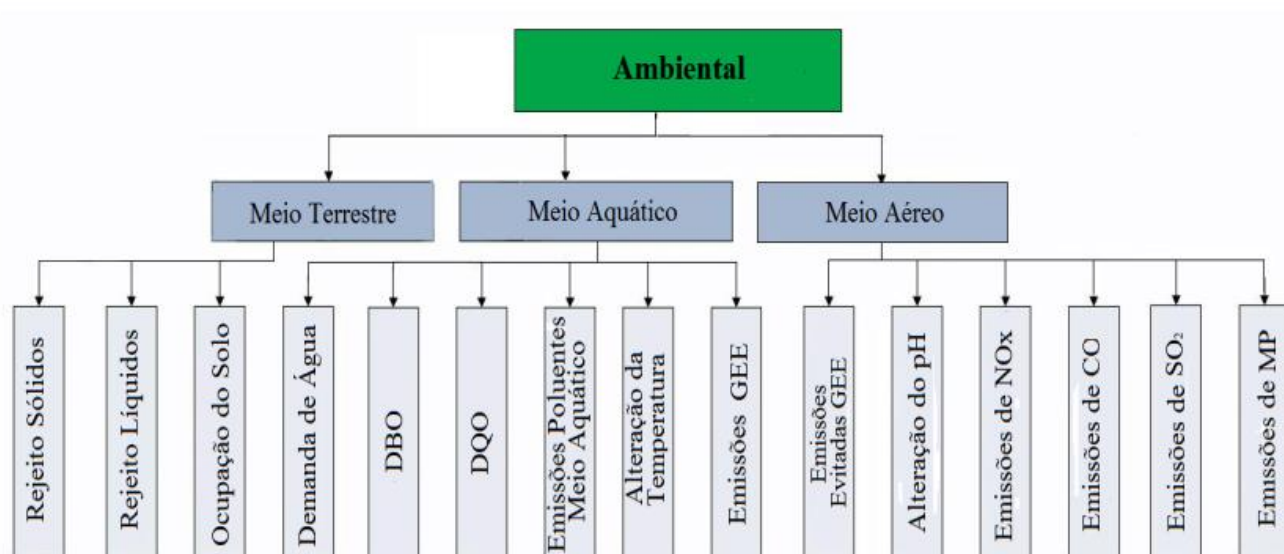 Ambiental
Meio Terrestre
Meio Aquático
Meio Aéreo
Rejeito Sólidos
Rejeito Líquidos
Ocupação do Solo
Demanda de Água
DBO
DQO
Emissões Poluentes
Meio Aquático
Alteração da
Temperatura
Emissões GEE
Emissões
Evitadas GEE
Alteração do pH
Emissões de NOx
Emissões de CO
Emissões de SO₂
Emissões de MP